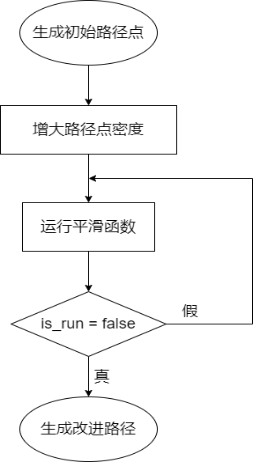 生成初始路径点
增大路径点密度
运行平滑函数
is_run = false
假
真
生成改进路径